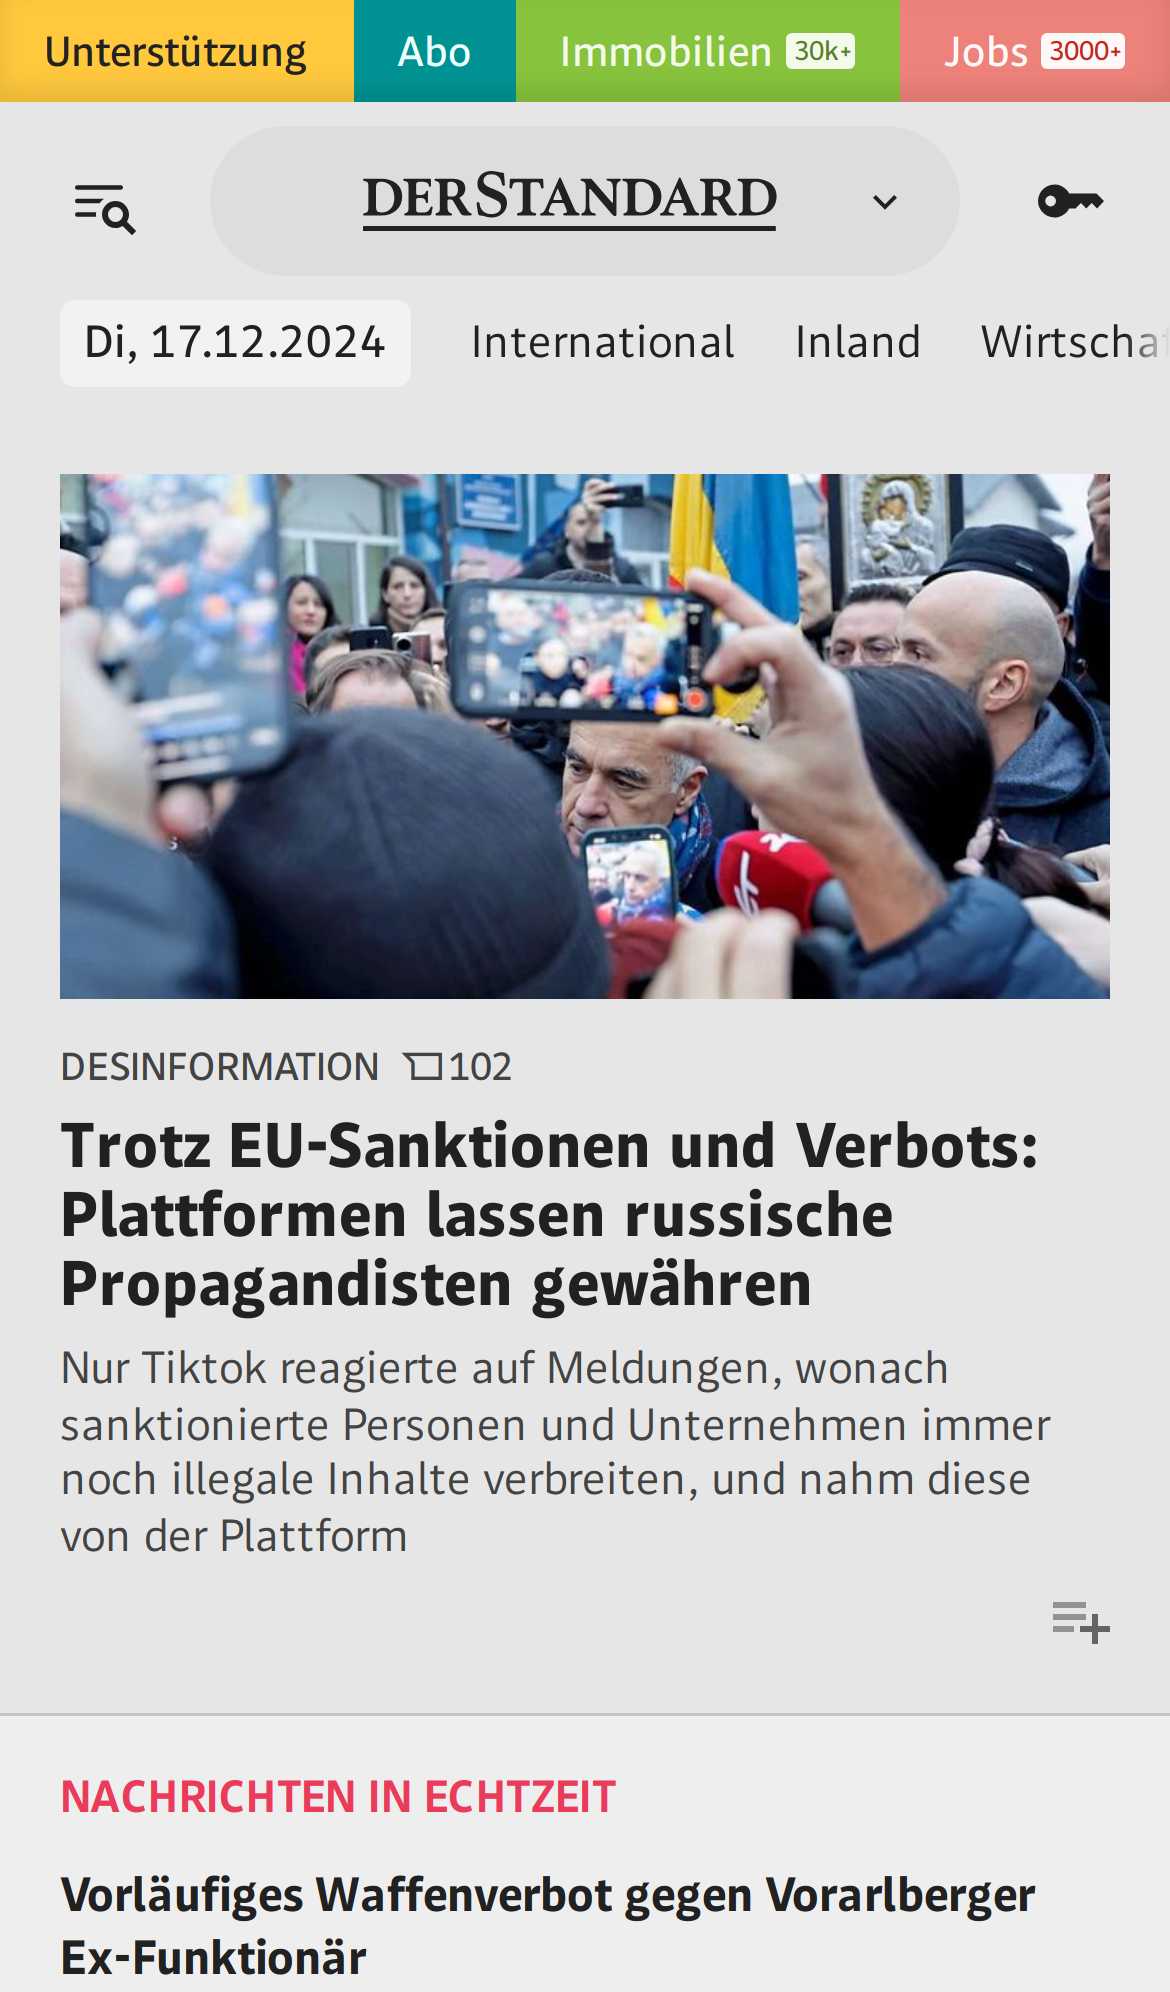 Unterstützung Abo Immobilien 30k+ Jobs 3000+
DERSTANDARD
Di, 17.12.2024 International Inland Wirtscha
DESINFORMATION 102
Trotz EU-Sanktionen und Verbots:
Plattformen lassen russische
Propagandisten gewähren
Nur Tiktok reagierte auf Meldungen, wonach
sanktionierte Personen und Unternehmen immer
noch illegale Inhalte verbreiten, und nahm diese
von der Plattform
NACHRICHTEN IN ECHTZEIT
Vorläufiges Waffenverbot gegen Vorarlberger
Ex-Funktionär